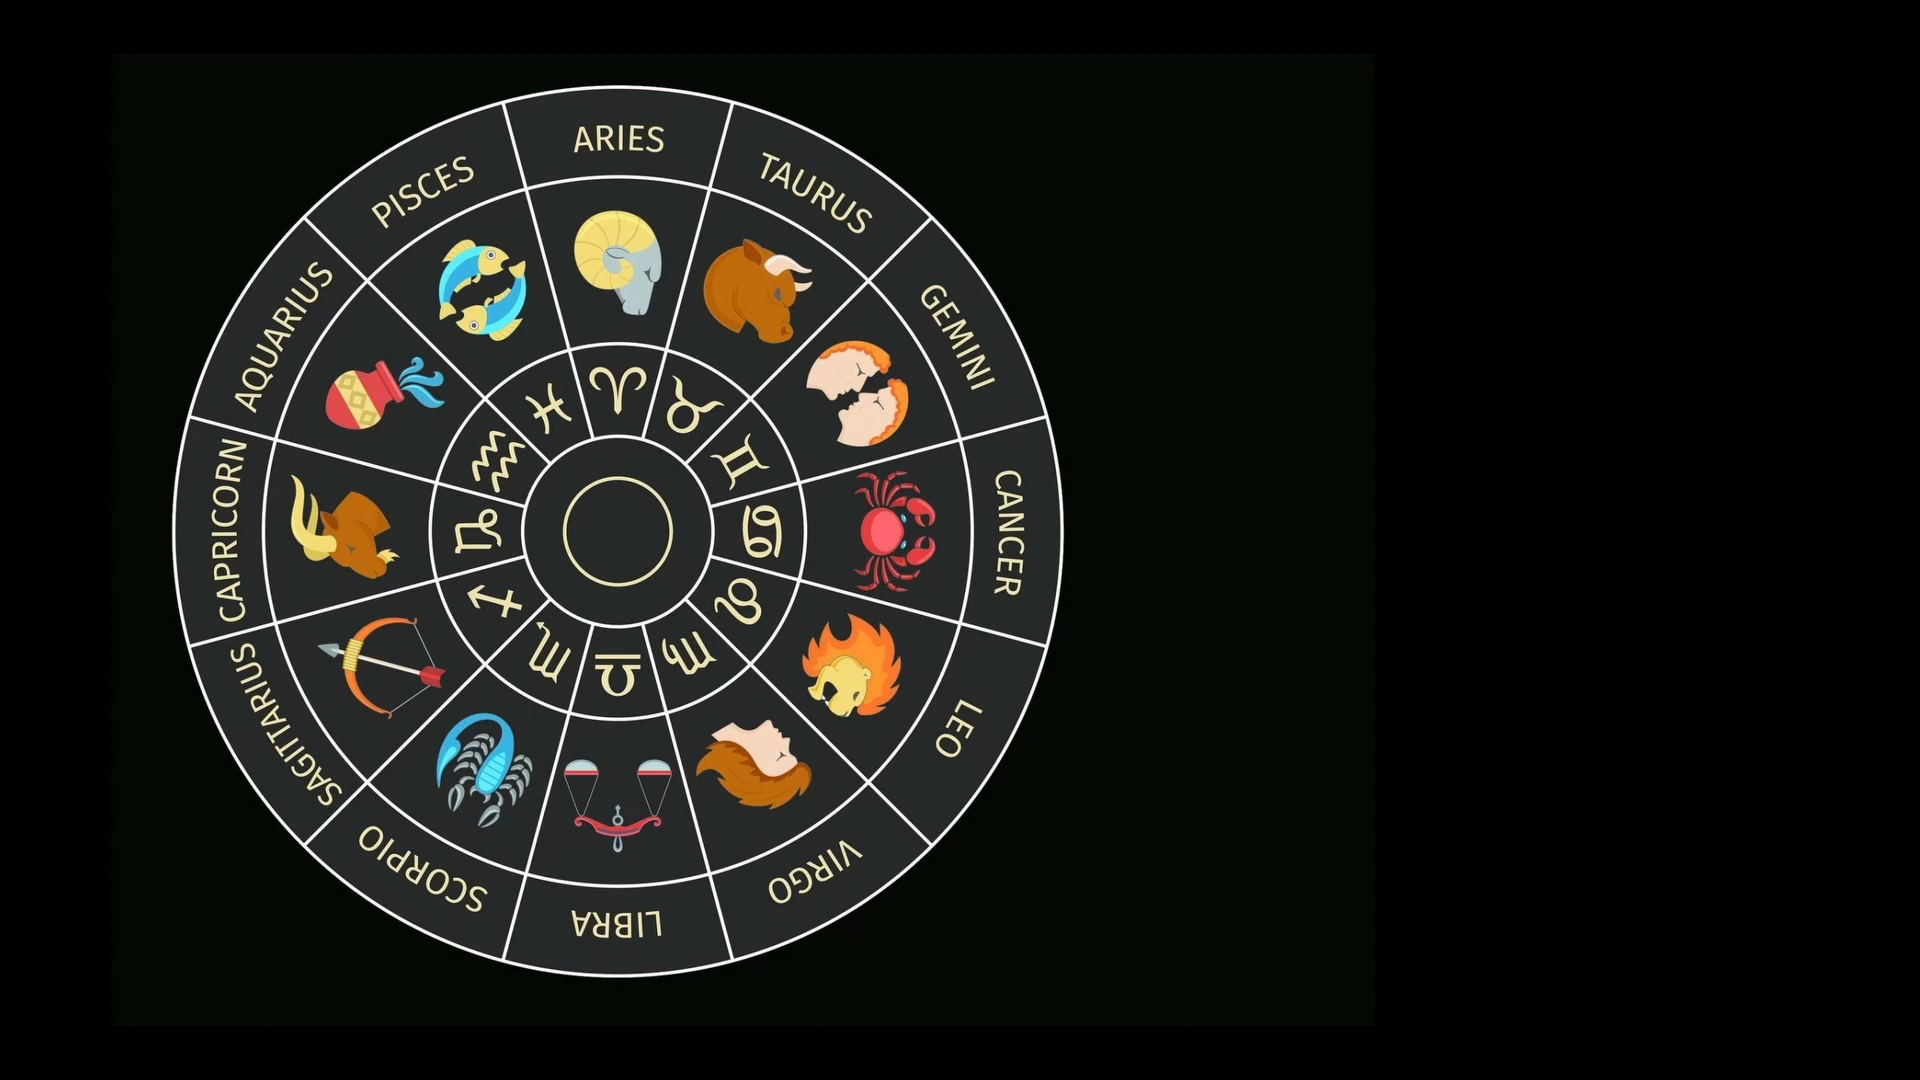 ARIES
TAURUS
GEMINI
CANCER
LEO
VIRGO
LIBRA
SCORPIO
SAGITTARIUS
CAPRICORN
AQUARIUS
PISCES
♈
♉
♊
♋
♌
♍
♎
♏
♐
♑
♒
♓